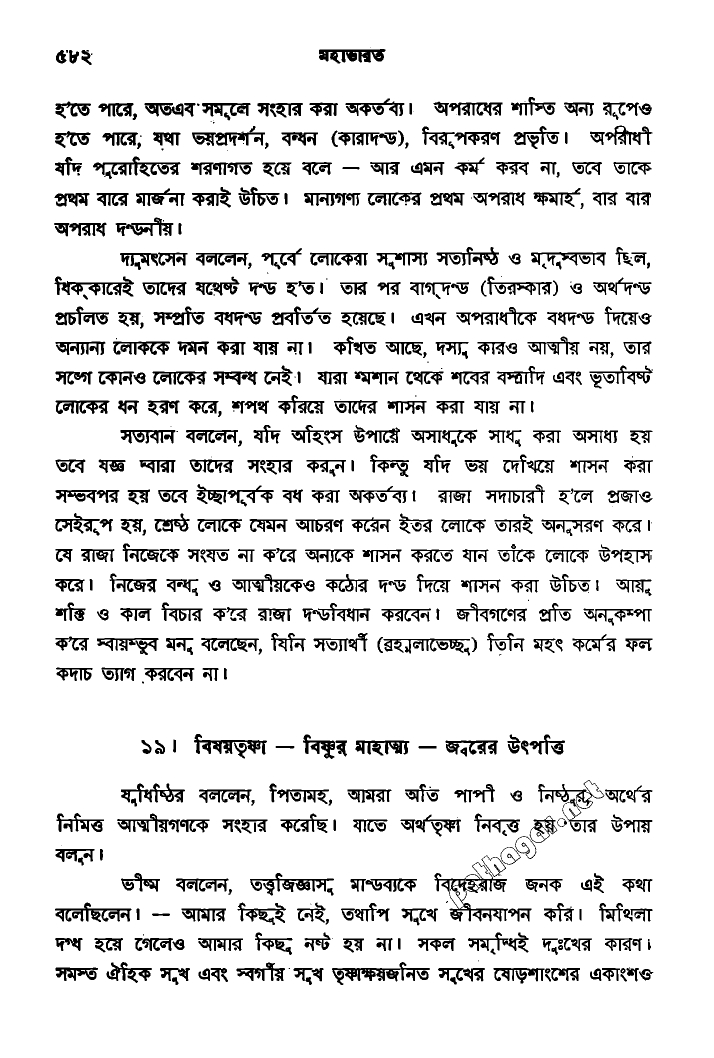 ৫৮২ মহাভারত
হ'তে পারে, অতএব সমূলে সংহার করা অকর্তব্য। অপরাধের শাস্তি অন্য রূপেও
হ'তে পারে, যথা ভয়প্রদর্শন, বন্ধন (কারাদণ্ড), বিরূপকরণ প্রভৃতি। অপরাধী
যদি পুরোহিতের শরণাগত হয়ে বলে — আর এমন কর্ম করব না, তবে তাকে
প্রথম বারে মার্জনা করাই উচিত। মান্যগণ্য লোকের প্রথম অপরাধ ক্ষমার্হ, বার বার
অপরাধ দণ্ডনীয়।
দ্যুমৎসেন বললেন, পূর্বে লোকেরা সুশাস্য সত্যনিষ্ঠ ও মৃদুস্বভাব ছিল,
ধিক্‌কারেই তাদের যথেষ্ট দণ্ড হ'ত। তার পর বাগ্‌দণ্ড (তিরস্কার) ও অর্থদণ্ড
প্রচলিত হয়, সম্প্রতি বধদণ্ড প্রবর্তিত হয়েছে। এখন অপরাধীকে বধদণ্ড দিয়েও
অন্যান্য লোককে দমন করা যায় না। কথিত আছে, দস্যু কারও আত্মীয় নয়, তার
সঙ্গে কোনও লোকের সম্বন্ধ নেই। যারা শ্মশান থেকে শবের বস্ত্রাদি এবং ভূতাবিষ্ট
লোকের ধন হরণ করে, শপথ করিয়ে তাদের শাসন করা যায় না।
সত্যবান বললেন, যদি অহিংস উপায়ে অসাধুকে সাধু করা অসাধ্য হয়
তবে যজ্ঞ দ্বারা তাদের সংহার করুন। কিন্তু যদি ভয় দেখিয়ে শাসন করা
সম্ভবপর হয় তবে ইচ্ছাপূর্বক বধ করা অকর্তব্য। রাজা সদাচারী হ'লে প্রজাও
সেইরূপ হয়, শ্রেষ্ঠ লোকে যেমন আচরণ করেন ইতর লোকে তারই অনুসরণ করে।
যে রাজা নিজেকে সংযত না ক'রে অন্যকে শাসন করতে যান তাঁকে লোকে উপহাস
করে। নিজের বন্ধু ও আত্মীয়কেও কঠোর দণ্ড দিয়ে শাসন করা উচিত। আয়ু
শক্তি ও কাল বিচার ক'রে রাজা দণ্ডবিধান করবেন। জীবগণের প্রতি অনুকম্পা
ক'রে স্বায়ম্ভুব মনু বলেছেন, যিনি সত্যার্থী (ব্রহ্মলাভেচ্ছু) তিনি মহৎ কর্মের ফল
কদাচ ত্যাগ করবেন না।
১৯। বিষয়তৃষ্ণা — বিষ্ণুর মাহাত্ম্য — জ্বরের উৎপত্তি
যুধিষ্ঠির বললেন, পিতামহ, আমরা অতি পাপী ও নিষ্ঠুর, অর্থের
নিমিত্ত আত্মীয়গণকে সংহার করেছি। যাতে অর্থতৃষ্ণা নিবৃত্ত হয় তার উপায়
বলুন।
ভীষ্ম বললেন, তত্ত্বজিজ্ঞাসু মাণ্ডব্যকে বিদেহরাজ জনক এই কথা
বলেছিলেন। -- আমার কিছুই নেই, তথাপি সুখে জীবনযাপন করি। মিথিলা
দগ্ধ হয়ে গেলেও আমার কিছু নষ্ট হয় না। সকল সমৃদ্ধিই দুঃখের কারণ।
সমস্ত ঐহিক সুখ এবং স্বর্গীয় সুখ তৃষ্ণাক্ষয়জনিত সুখের ষোড়শাংশের একাংশও
pathagar.net